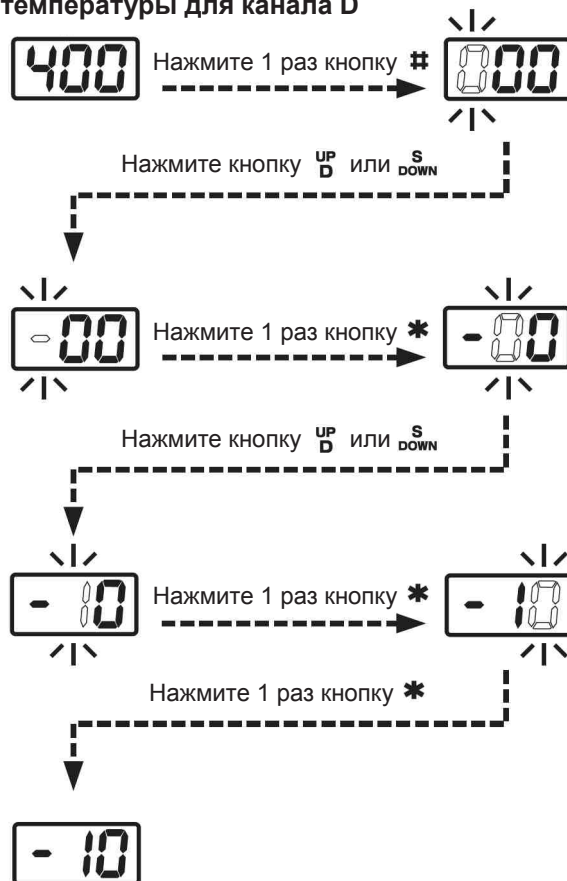 температуры для канала D
400 Нажмите 1 раз кнопку # 000
Нажмите кнопку UP D или S DOWN
-00 Нажмите 1 раз кнопку ✱ -00
Нажмите кнопку UP D или S DOWN
-10 Нажмите 1 раз кнопку ✱ -10
Нажмите 1 раз кнопку ✱
-10